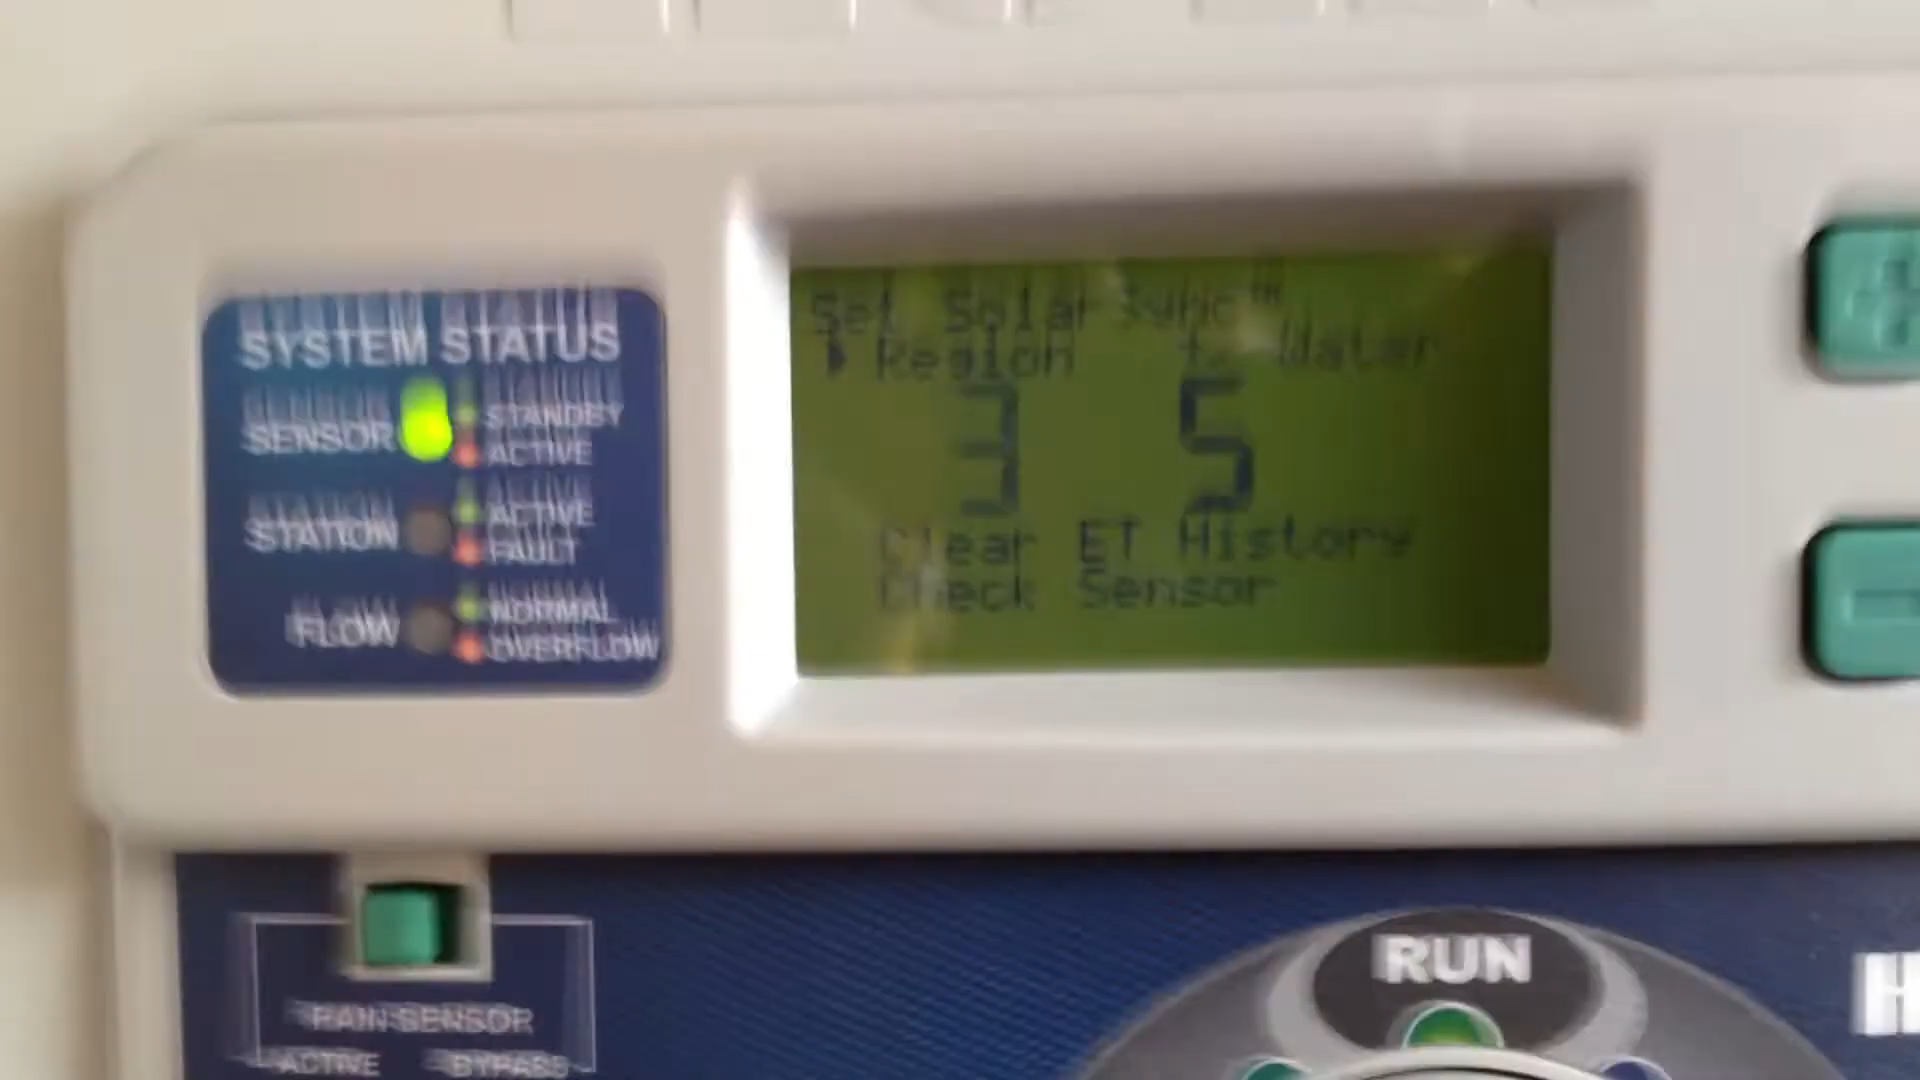 SYSTEM STATUS
SENSOR
STANDBY
ACTIVE
STATION
ACTIVE
FAULT
FLOW
NORMAL
OVERFLOW
Set Solar Sync™
Region Water
3 5
Clear ET History
Check Sensor
RAIN SENSOR
ACTIVE BYPASS
RUN
H